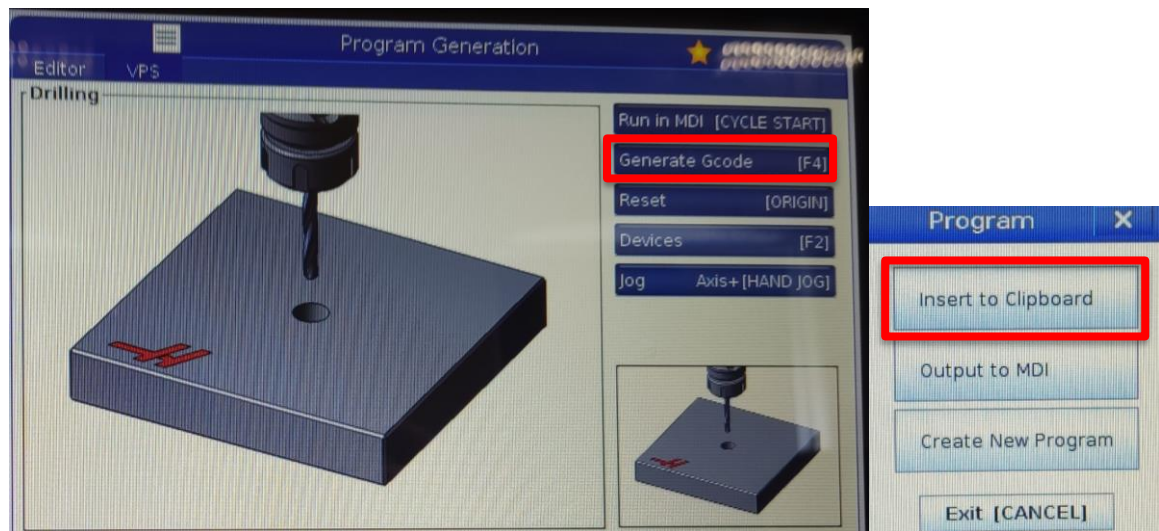 Program Generation
Editor
VPS
Drilling
Run in MDI [CYCLE START]
Generate Gcode [F4]
Reset [ORIGIN]
Devices [F2]
Jog Axis+[HAND JOG]
Program X
Insert to Clipboard
Output to MDI
Create New Program
Exit [CANCEL]